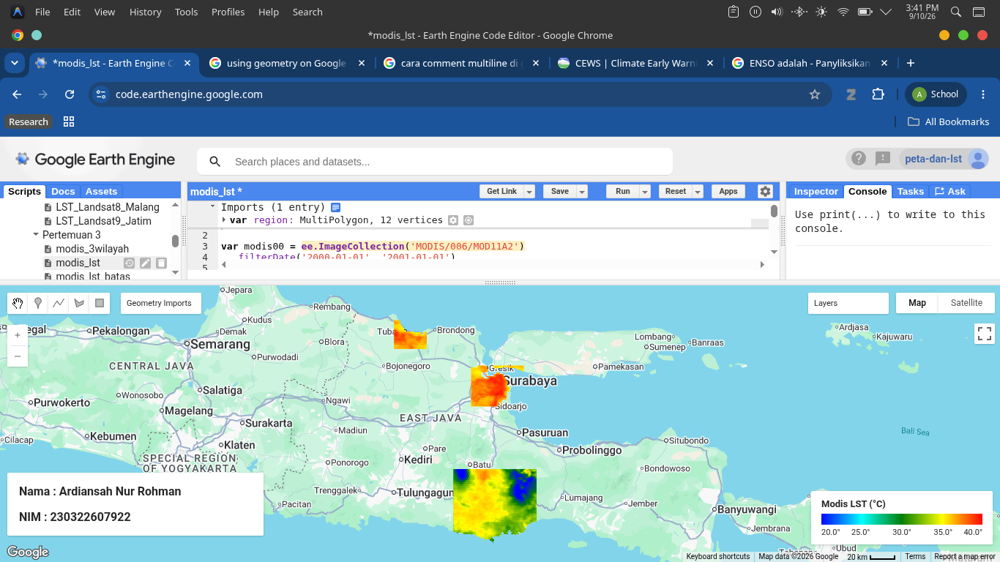 File Edit View History Tools Profiles Help Search
3:41 PM
9/10/26
*modis_lst - Earth Engine Code Editor - Google Chrome
*modis_lst - Earth Engine C
using geometry on Google
cara comment multiline di g
CEWS | Climate Early Warni
ENSO adalah - Panyliksikan
code.earthengine.google.com
A School
Research
All Bookmarks
Google Earth Engine
Search places and datasets...
peta-dan-lst
Scripts Docs Assets
LST_Landsat8_Malang
LST_Landsat9_Jatim
Pertemuan 3
modis_3wilayah
modis_lst
modis_lst_batas
modis_lst *
Get Link Save Run Reset Apps
Imports (1 entry)
var region: MultiPolygon, 12 vertices
2
3 var modis00 = ee.ImageCollection('MODIS/006/MOD11A2')
4 filterDate('2000-01-01' '2001-01-01')
5
Inspector Console Tasks Ask
Use print(...) to write to this
console.
Geometry Imports
Layers
Map Satellite
Jepara
Rembang
Kudus
Demak
egal
Pekalongan
Semarang
Blora
Tuba
Brondong
Purwodadi
CENTRAL JAVA
Bojonegoro
Gresik
Surabaya
Sidoarjo
Lombang
Sumenep
Banraas
Pamekasan
Ardjasa
Kajuwaru
Salatiga
Wonosobo
Purwokerto
Magelang
Ngawi
EAST JAVA
Surakarta
Madiun
Pasuruan
Cilacap
Kebumen
Klaten
Pare
Probolinggo
Situbondo
Bali Sea
SPECIAL REGION
OF YOGYAKARTA
Ponorogo
Kediri
Batu
Bondowoso
Trenggalek
Tulungagun
Lumajang
Jember
Pacitan
Banyuwangi
Jembrana
Ubud
Nama : Ardiansah Nur Rohman
NIM : 230322607922
Modis LST (°C)
20.0° 25.0° 30.0° 35.0° 40.0°
Google
Keyboard shortcuts Map data ©2026 Google 20 km Terms Report a map error